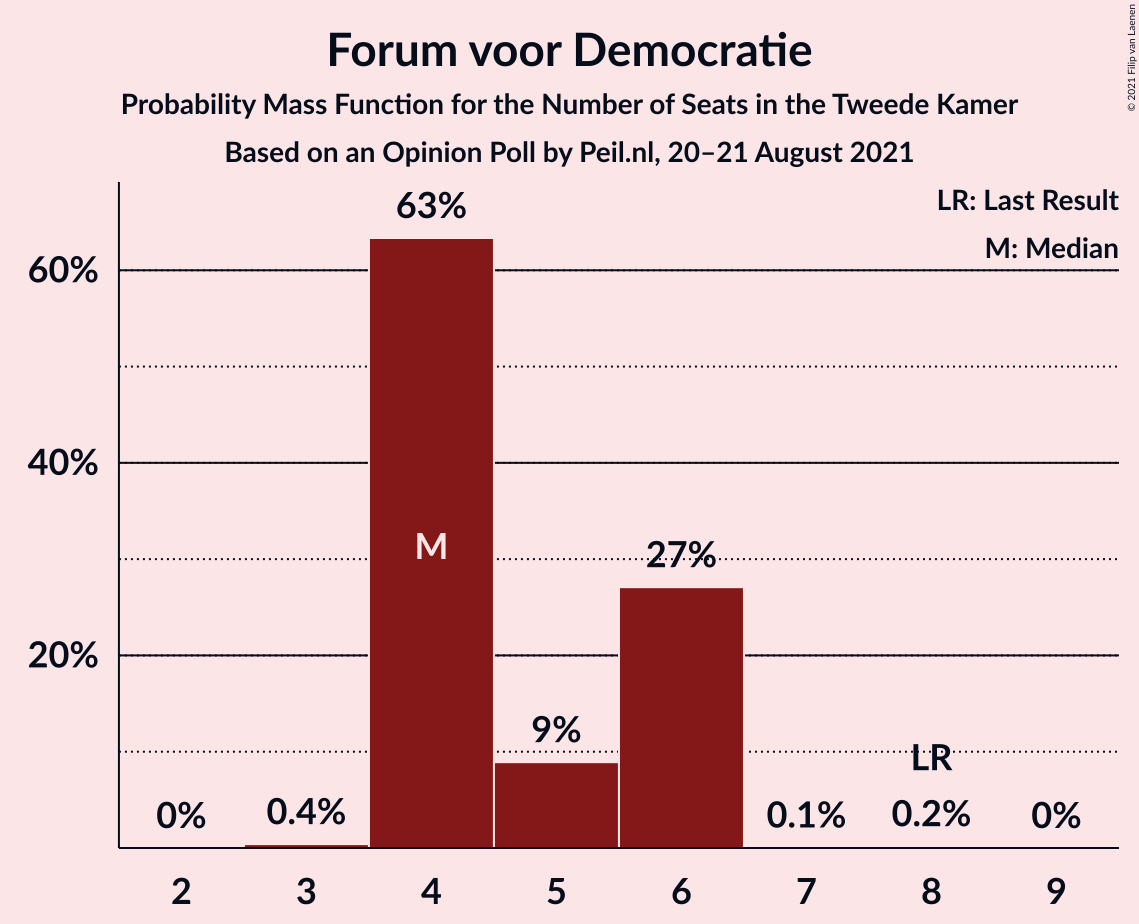 Forum voor Democratie
Probability Mass Function for the Number of Seats in the Tweede Kamer
Based on an Opinion Poll by Peil.nl, 20–21 August 2021
© 2021 Filip van Laenen
LR: Last Result
M: Median
63%
60%
40%
M
27%
20%
9%
LR
0%
0.4%
0.1%
0.2%
0%
2 3 4 5 6 7 8 9